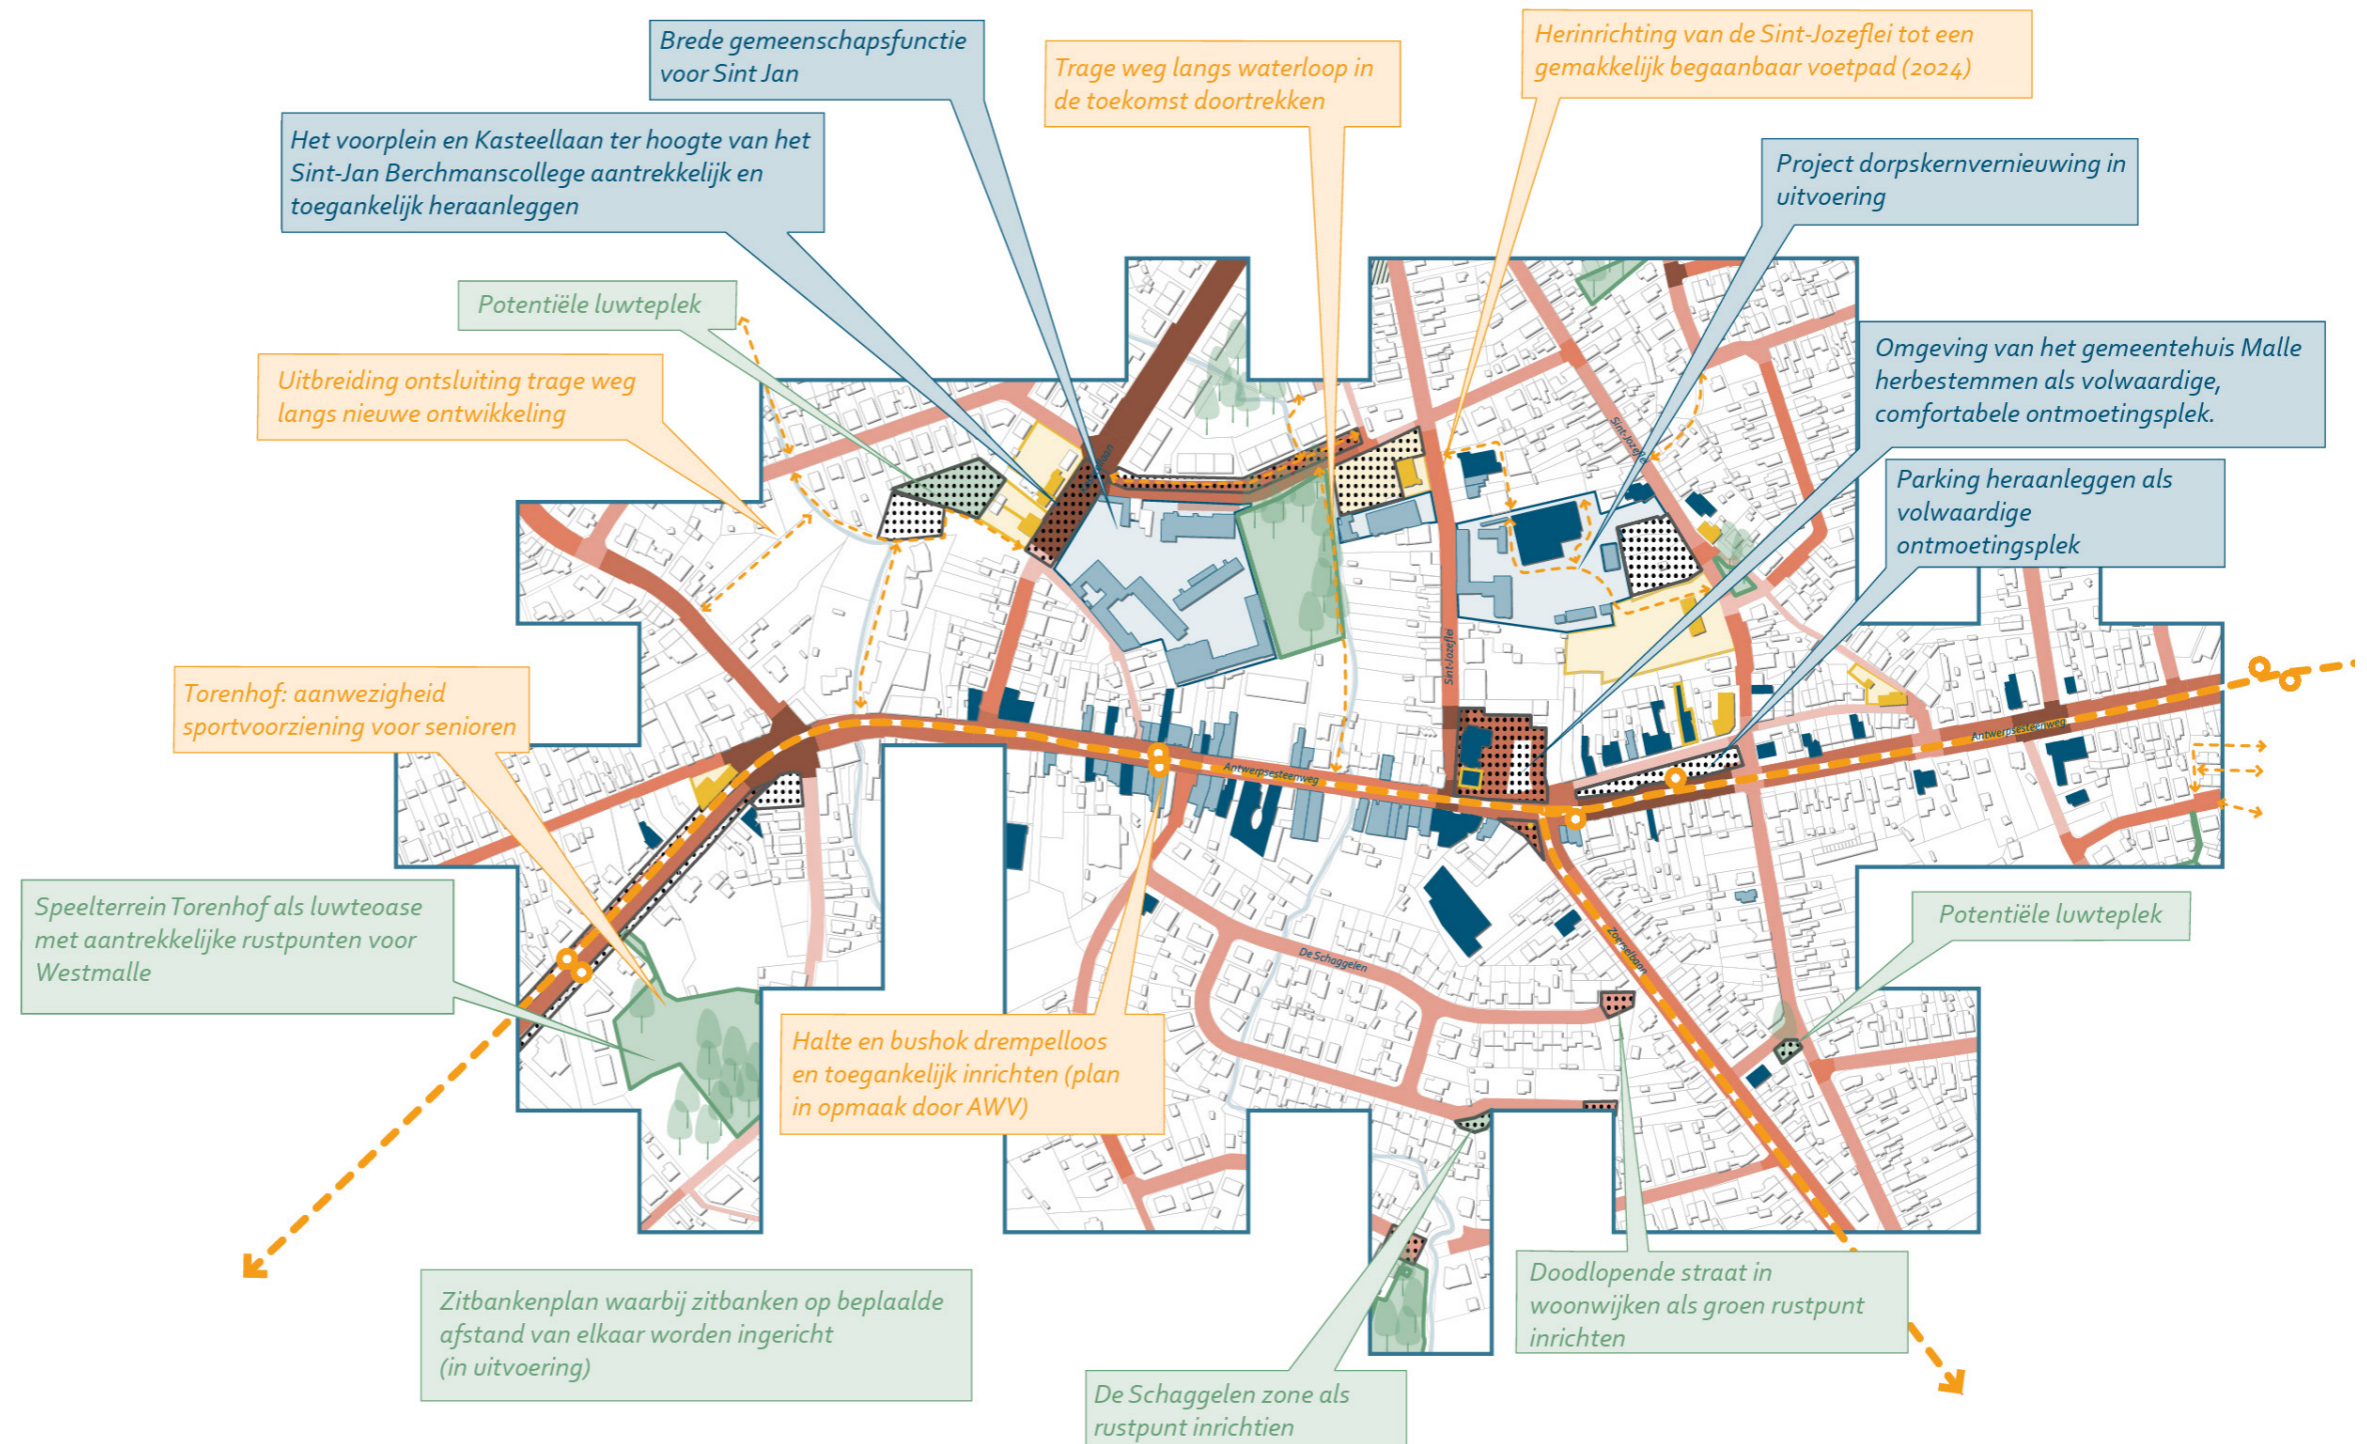 Brede gemeenschapsfunctie
voor Sint Jan
Trage weg langs waterloop in
de toekomst doortrekken
Herinrichting van de Sint-Jozeflei tot een
gemakkelijk begaanbaar voetpad (2024)
Het voorplein en Kasteellaan ter hoogte van het
Sint-Jan Berchmanscollege aantrekkelijk en
toegankelijk heraanleggen
Project dorpskernvernieuwing in
uitvoering
Potentiële luwteplek
Omgeving van het gemeentehuis Malle
herbestemmen als volwaardige,
comfortabele ontmoetingsplek.
Uitbreiding ontsluiting trage weg
langs nieuwe ontwikkeling
Parking heraanleggen als
volwaardige
ontmoetingsplek
Sint-Jozeflei
Sint-Jozeflei
Torenhof: aanwezigheid
sportvoorziening voor senioren
Antwerpsesteenweg
Antwerpsesteenweg
Speelterrein Torenhof als luwteoase
met aantrekkelijke rustpunten voor
Westmalle
Potentiële luwteplek
De Schaggelen
Zoerselbaan
Halte en bushok drempelloos
en toegankelijk inrichten (plan
in opmaak door AWV)
Zitbankenplan waarbij zitbanken op beplaalde
afstand van elkaar worden ingericht
(in uitvoering)
Doodlopende straat in
woonwijken als groen rustpunt
inrichten
De Schaggelen zone als
rustpunt inrichtien